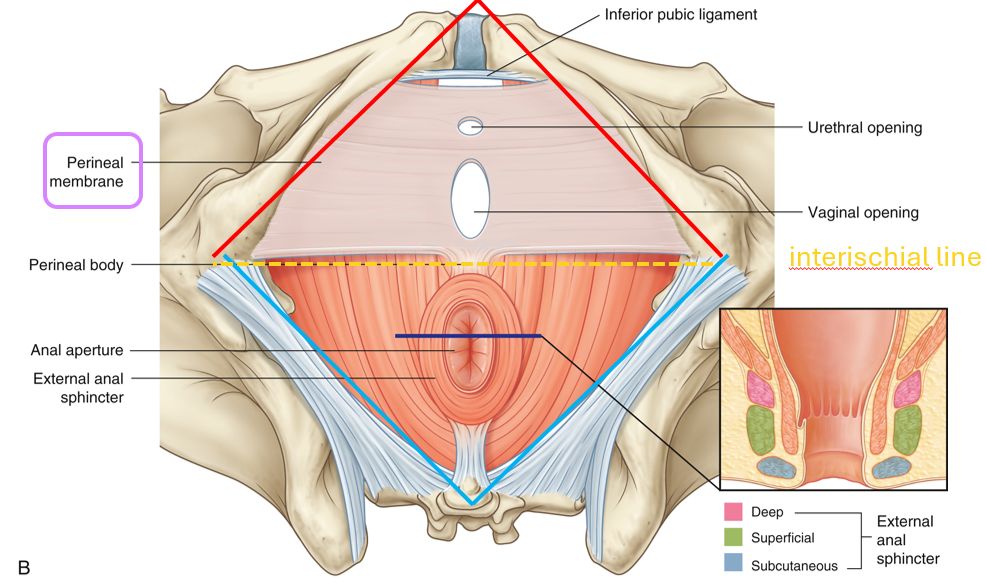 Inferior pubic ligament
Urethral opening
Perineal
membrane
Vaginal opening
interischial line
Perineal body
Anal aperture
External anal
sphincter
Deep
Superficial
Subcutaneous
External
anal
sphincter
B